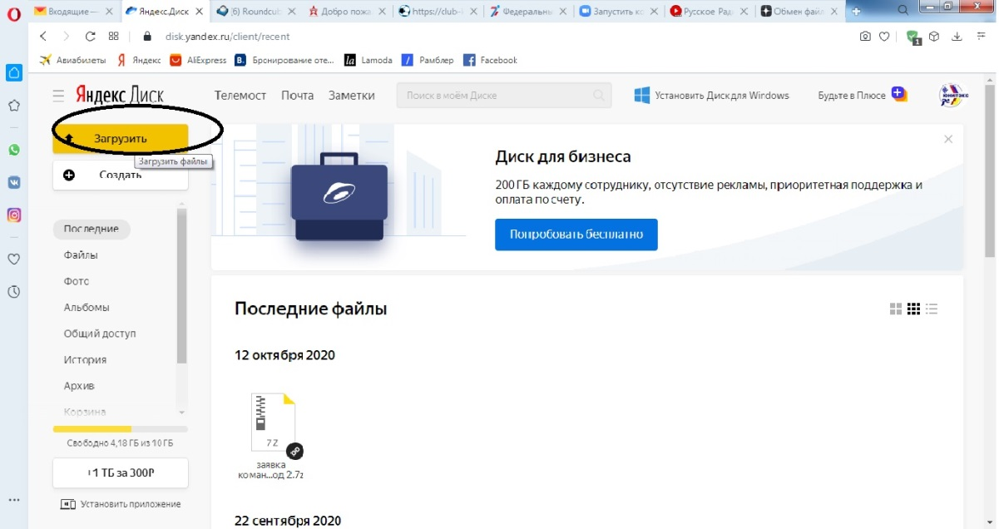 Входящие —
Яндекс.Диск
(6) Roundcub
Добро пожа
https://club-
Федеральны
Запустить ко
Русское Рад
Обмен файл
disk.yandex.ru/client/recent
1
Авиабилеты
Яндекс
AliExpress
Бронирование оте...
Lamoda
Рамблер
Facebook
Яндекс Диск
Телемост
Почта
Заметки
Поиск в моём Диске
Установить Диск для Windows
Будьте в Плюсе
ЮНИТЭКС
Загрузить
Загрузить файлы
Создать
Последние
Файлы
Фото
Альбомы
Общий доступ
История
Архив
Корзина
Свободно 4,18 ГБ из 10 ГБ
+1 ТБ за 300₽
Установить приложение
Диск для бизнеса
200 ГБ каждому сотруднику, отсутствие рекламы, приоритетная поддержка и
оплата по счету.
Попробовать бесплатно
Последние файлы
12 октября 2020
7Z
заявка
коман...од 2.7z
22 сентября 2020